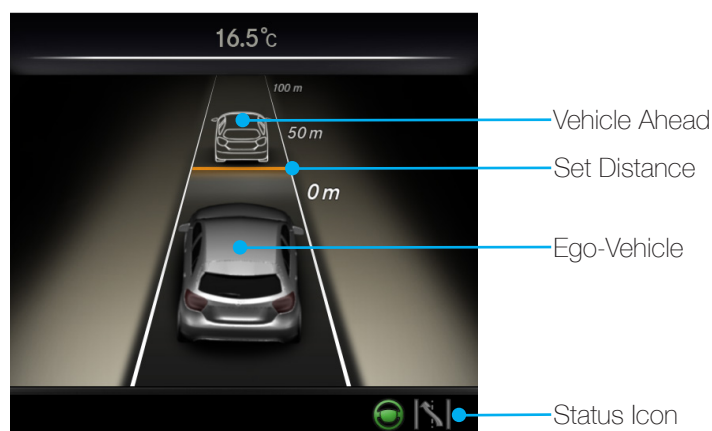 16.5°C
100 m
50 m
Vehicle Ahead
Set Distance
0 m
Ego-Vehicle
Status Icon